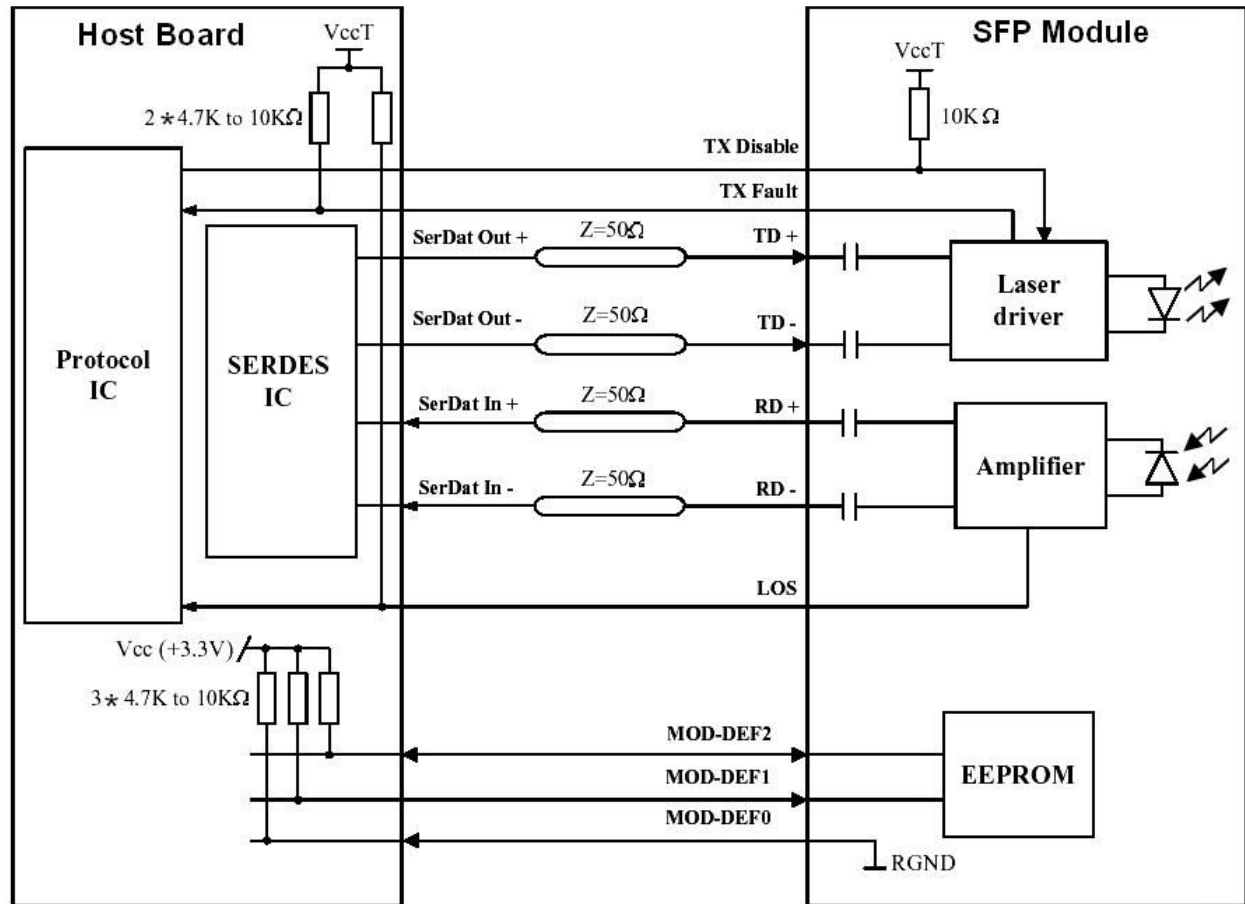 Host Board
VccT
2*4.7K to 10KΩ
SFP Module
VccT
10KΩ
TX Disable
TX Fault
SerDat Out +
Z=50Ω
TD +
SerDat Out -
Z=50Ω
TD -
Laser
driver
Protocol
IC
SERDES
IC
SerDat In +
Z=50Ω
RD +
SerDat In -
Z=50Ω
RD -
Amplifier
LOS
Vcc (+3.3V)
3*4.7K to 10KΩ
MOD-DEF2
MOD-DEF1
MOD-DEF0
EEPROM
RGND